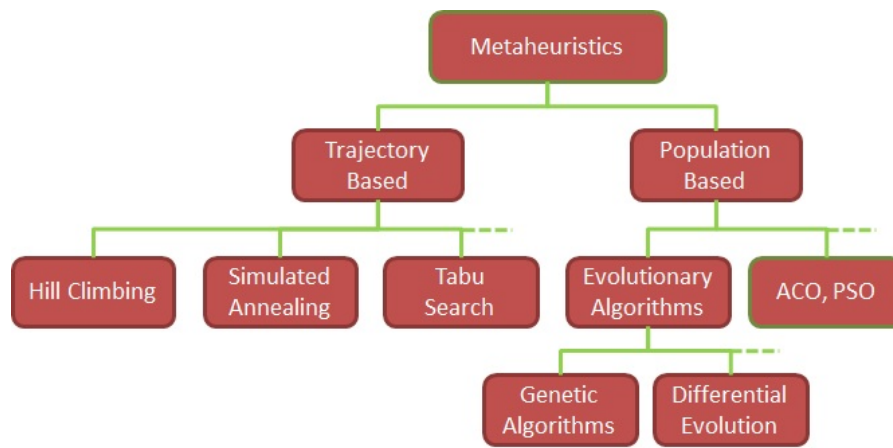 Metaheuristics
Trajectory
Based
Population
Based
Hill Climbing
Simulated
Annealing
Tabu
Search
Evolutionary
Algorithms
ACO, PSO
Genetic
Algorithms
Differential
Evolution